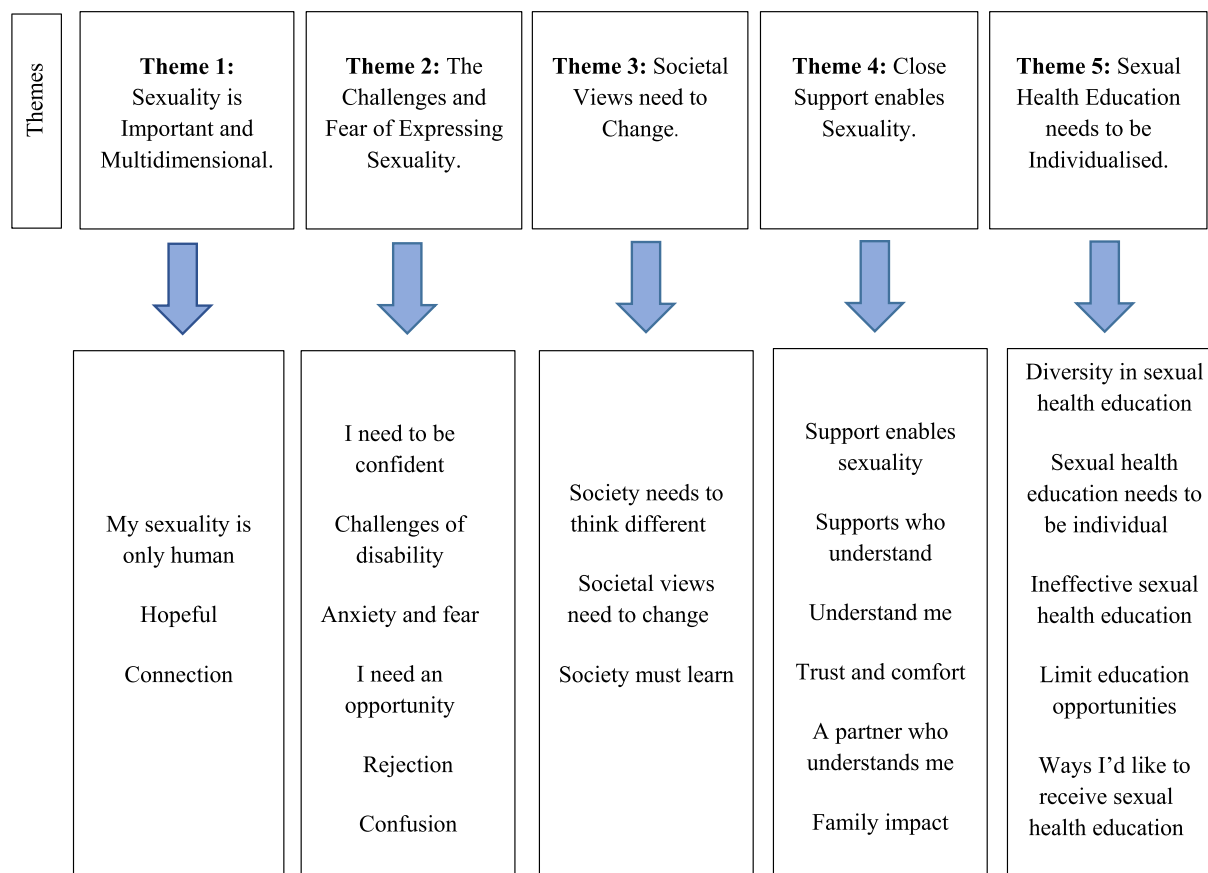 Themes
Theme 1:
Sexuality is
Important and
Multidimensional.
Theme 2: The
Challenges and
Fear of Expressing
Sexuality.
Theme 3: Societal
Views need to
Change.
Theme 4: Close
Support enables
Sexuality.
Theme 5: Sexual
Health Education
needs to be
Individualised.
My sexuality is
only human
Hopeful
Connection
I need to be
confident
Challenges of
disability
Anxiety and fear
I need an
opportunity
Rejection
Confusion
Society needs to
think different
Societal views
need to change
Society must learn
Support enables
sexuality
Supports who
understand
Understand me
Trust and comfort
A partner who
understands me
Family impact
Diversity in sexual
health education
Sexual health
education needs to
be individual
Ineffective sexual
health education
Limit education
opportunities
Ways I’d like to
receive sexual
health education